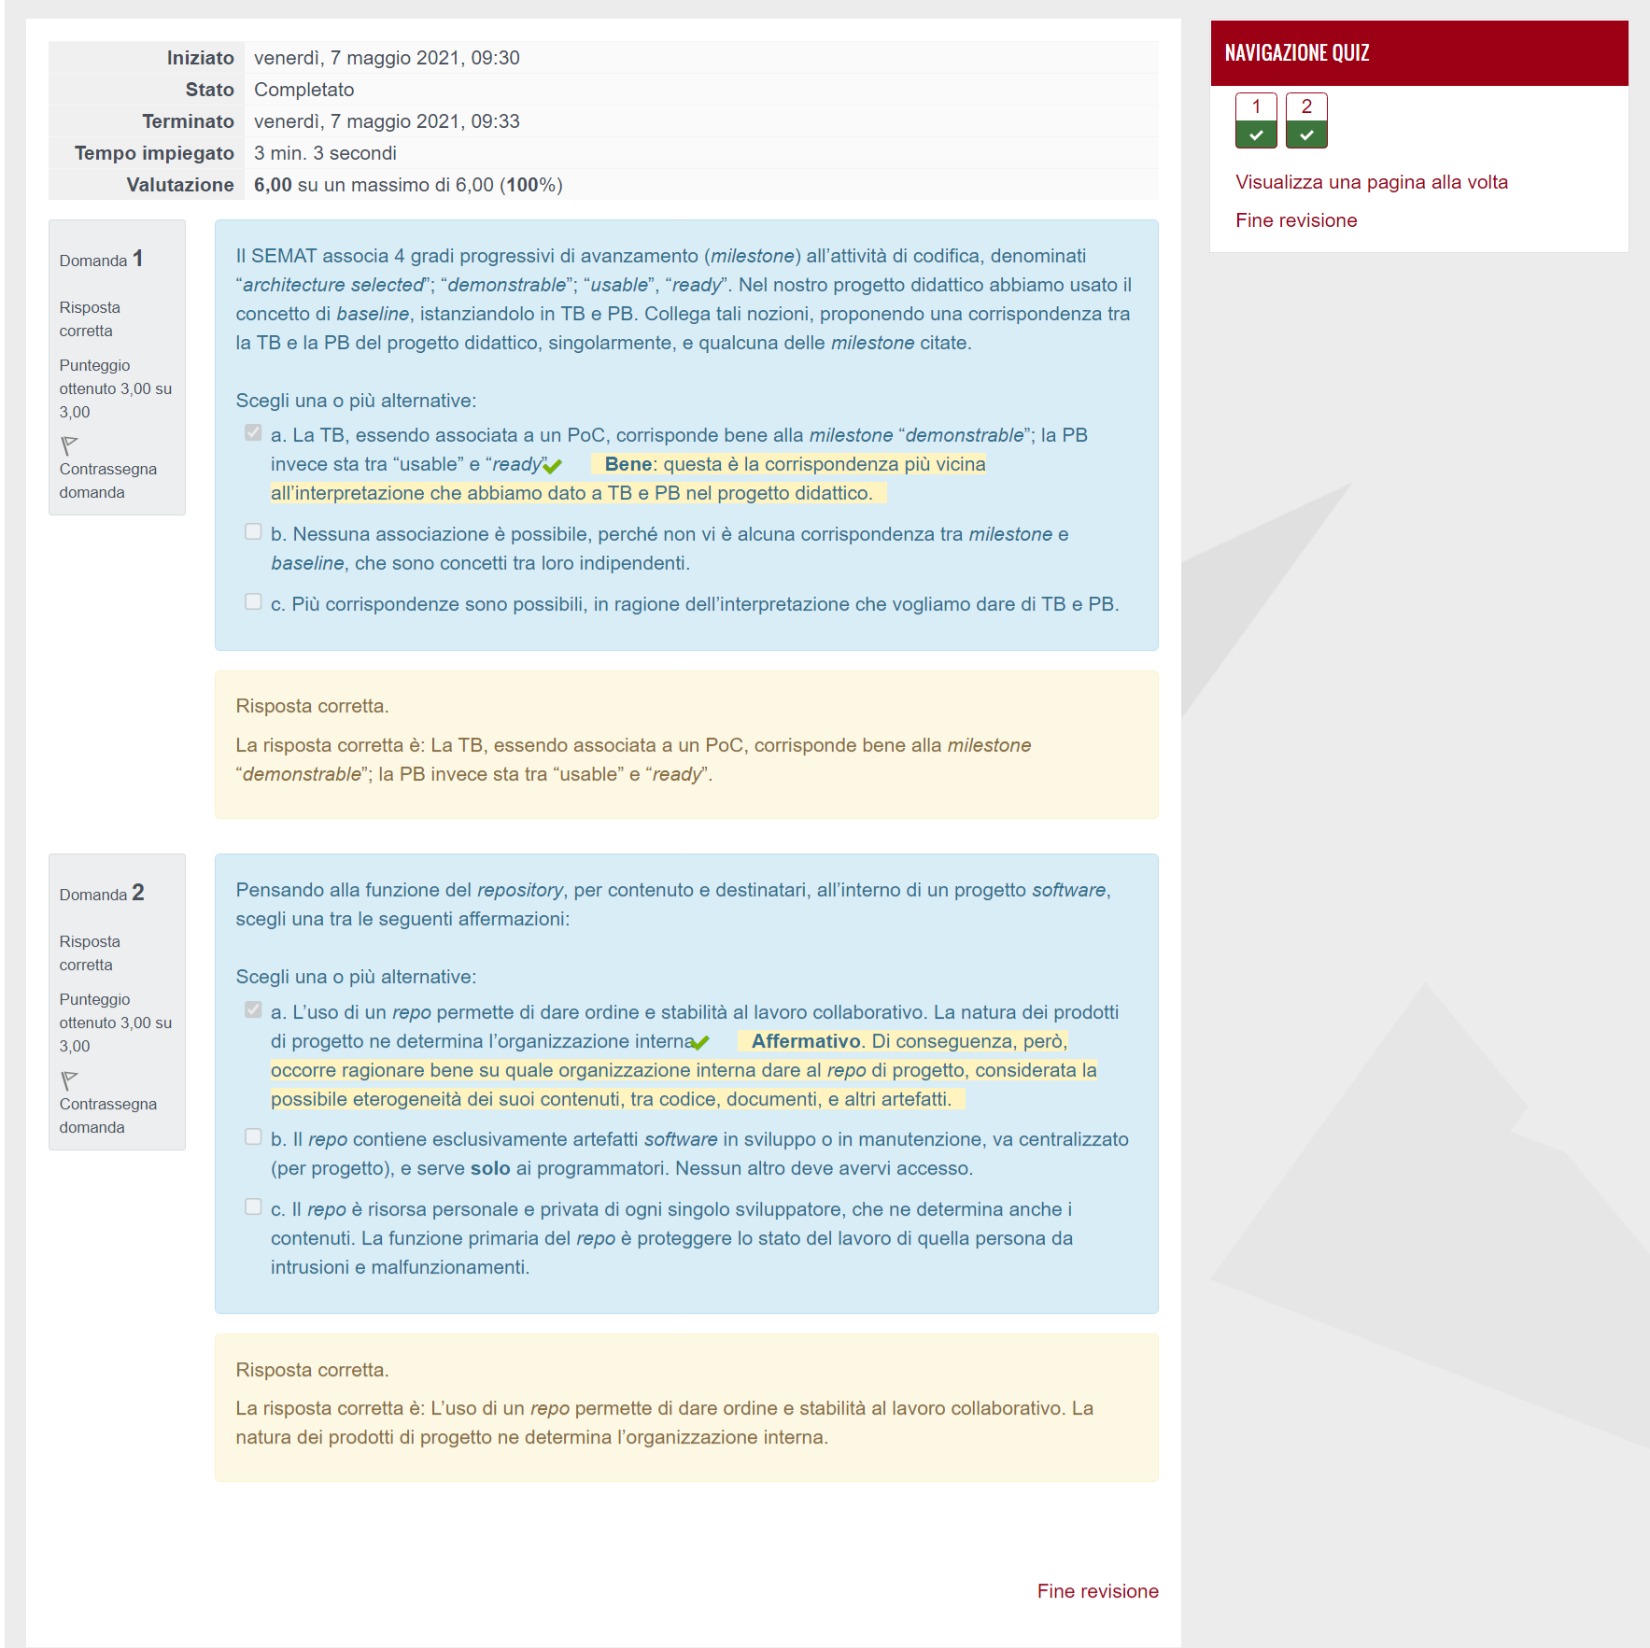 Iniziato venerdì, 7 maggio 2021, 09:30
Stato Completato
Terminato venerdì, 7 maggio 2021, 09:33
Tempo impiegato 3 min. 3 secondi
Valutazione 6,00 su un massimo di 6,00 (100%)
Domanda 1
Risposta
corretta
Punteggio
ottenuto 3,00 su
3,00
Contrassegna
domanda
Il SEMAT associa 4 gradi progressivi di avanzamento (milestone) all’attività di codifica, denominati
“architecture selected”; “demonstrable”; “usable”, “ready”. Nel nostro progetto didattico abbiamo usato il
concetto di baseline, istanziandolo in TB e PB. Collega tali nozioni, proponendo una corrispondenza tra
la TB e la PB del progetto didattico, singolarmente, e qualcuna delle milestone citate.
Scegli una o più alternative:
a. La TB, essendo associata a un PoC, corrisponde bene alla milestone “demonstrable”; la PB
invece sta tra “usable” e “ready” Bene: questa è la corrispondenza più vicina
all’interpretazione che abbiamo dato a TB e PB nel progetto didattico.
b. Nessuna associazione è possibile, perché non vi è alcuna corrispondenza tra milestone e
baseline, che sono concetti tra loro indipendenti.
c. Più corrispondenze sono possibili, in ragione dell’interpretazione che vogliamo dare di TB e PB.
Risposta corretta.
La risposta corretta è: La TB, essendo associata a un PoC, corrisponde bene alla milestone
“demonstrable”; la PB invece sta tra “usable” e “ready”.
Domanda 2
Risposta
corretta
Punteggio
ottenuto 3,00 su
3,00
Contrassegna
domanda
Pensando alla funzione del repository, per contenuto e destinatari, all’interno di un progetto software,
scegli una tra le seguenti affermazioni:
Scegli una o più alternative:
a. L’uso di un repo permette di dare ordine e stabilità al lavoro collaborativo. La natura dei prodotti
di progetto ne determina l’organizzazione interna Affermativo. Di conseguenza, però,
occorre ragionare bene su quale organizzazione interna dare al repo di progetto, considerata la
possibile eterogeneità dei suoi contenuti, tra codice, documenti, e altri artefatti.
b. Il repo contiene esclusivamente artefatti software in sviluppo o in manutenzione, va centralizzato
(per progetto), e serve solo ai programmatori. Nessun altro deve avervi accesso.
c. Il repo è risorsa personale e privata di ogni singolo sviluppatore, che ne determina anche i
contenuti. La funzione primaria del repo è proteggere lo stato del lavoro di quella persona da
intrusioni e malfunzionamenti.
Risposta corretta.
La risposta corretta è: L’uso di un repo permette di dare ordine e stabilità al lavoro collaborativo. La
natura dei prodotti di progetto ne determina l’organizzazione interna.
Fine revisione
NAVIGAZIONE QUIZ
1 2
Visualizza una pagina alla volta
Fine revisione